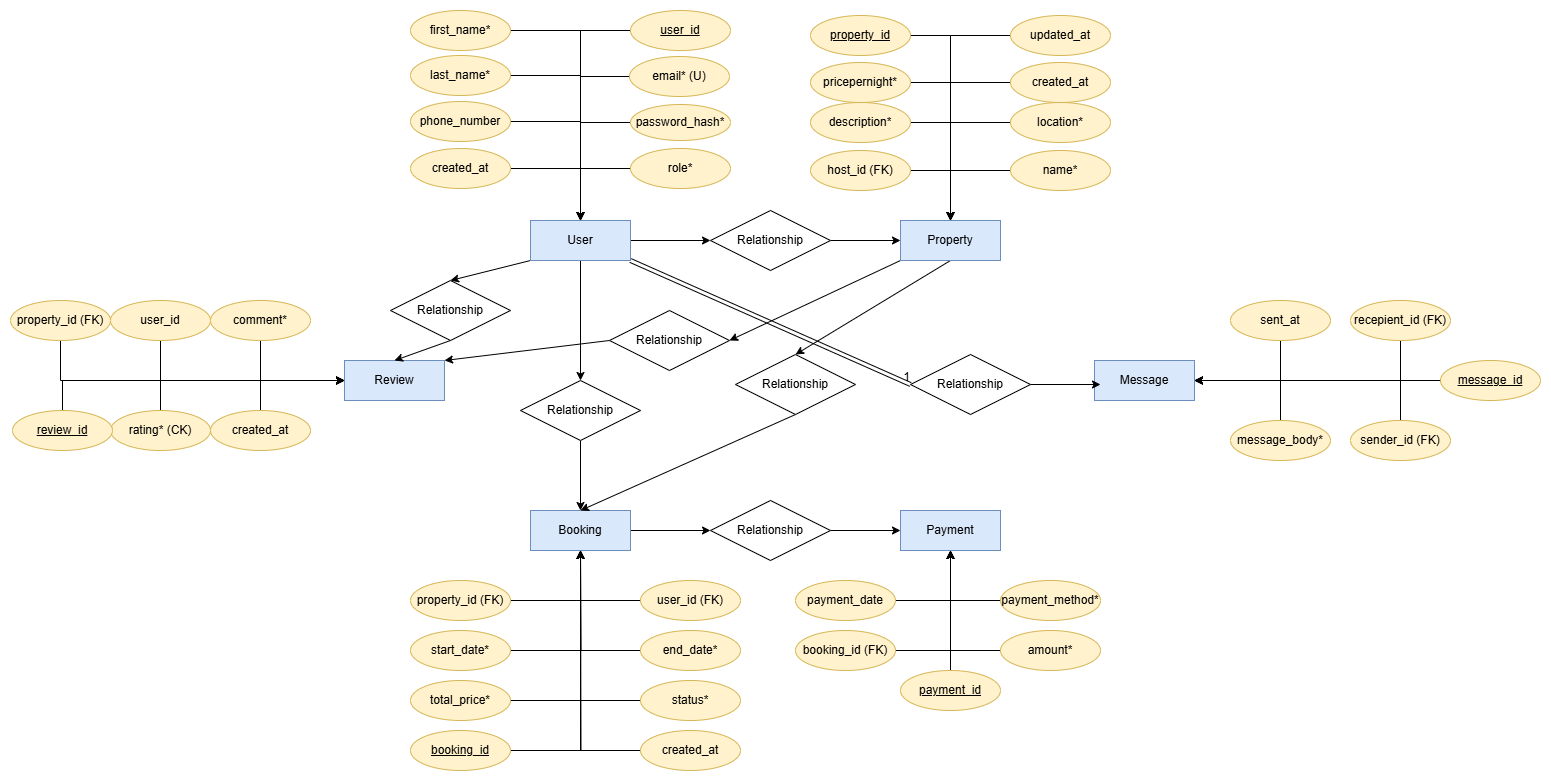 first_name*
user_id
last_name*
email* (U)
phone_number
password_hash*
created_at
role*
property_id
updated_at
pricepernight*
created_at
description*
location*
host_id (FK)
name*
User
Relationship
Property
Relationship
Relationship
property_id (FK)
user_id
comment*
Review
review_id
rating* (CK)
created_at
Relationship
Relationship
1
Relationship
Message
sent_at
recepient_id (FK)
message_id
message_body*
sender_id (FK)
Booking
Relationship
Payment
property_id (FK)
user_id (FK)
start_date*
end_date*
total_price*
status*
booking_id
created_at
payment_date
payment_method*
booking_id (FK)
amount*
payment_id